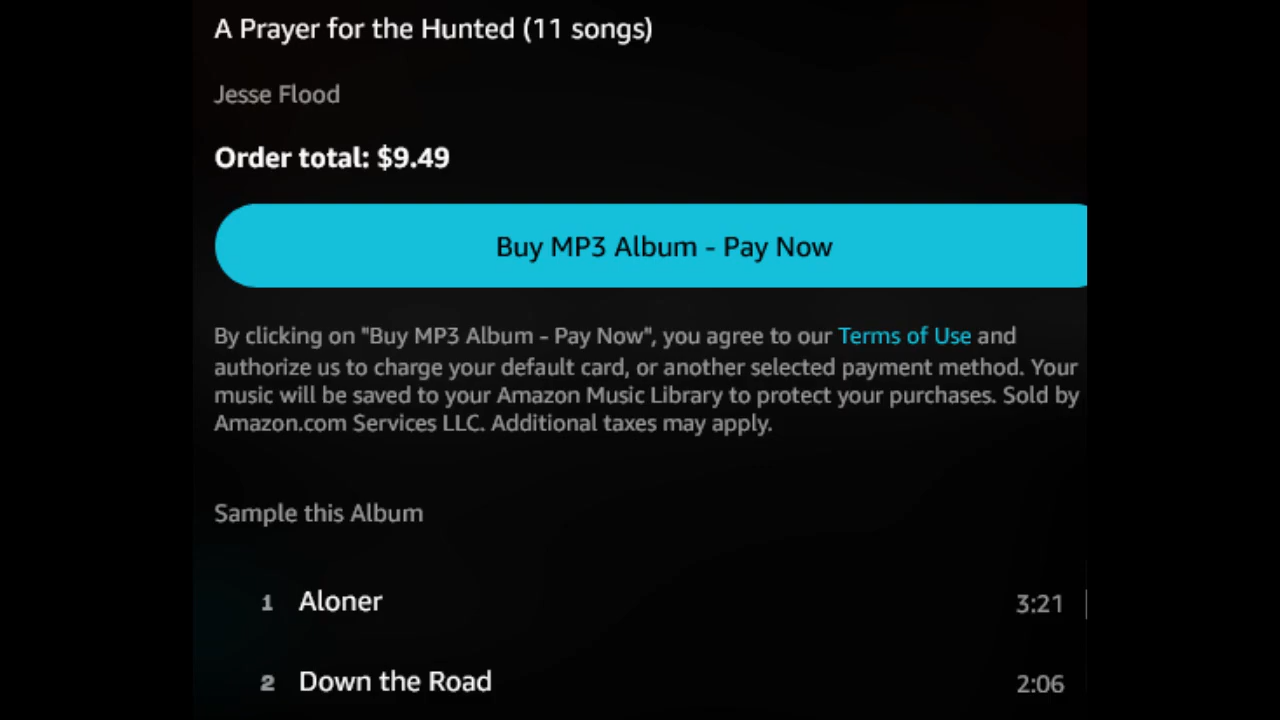 A Prayer for the Hunted (11 songs)
Jesse Flood
Order total: $9.49
Buy MP3 Album - Pay Now
By clicking on "Buy MP3 Album - Pay Now", you agree to our Terms of Use and
authorize us to charge your default card, or another selected payment method. Your
music will be saved to your Amazon Music Library to protect your purchases. Sold by
Amazon.com Services LLC. Additional taxes may apply.
Sample this Album
1 Aloner 3:21
2 Down the Road 2:06